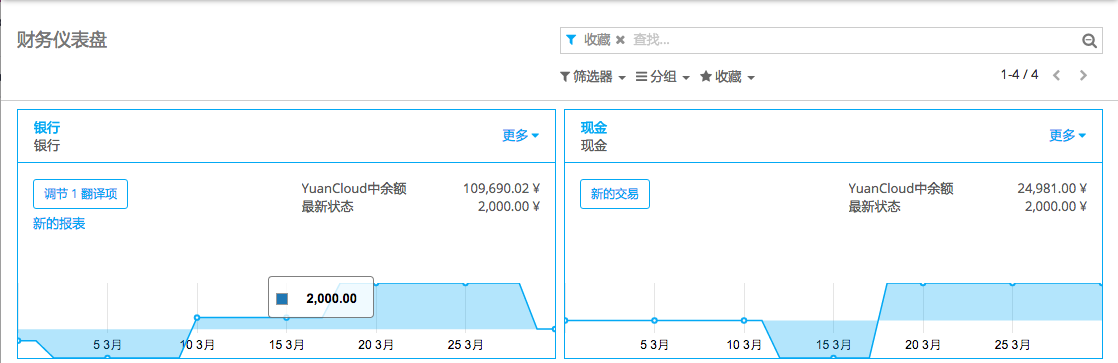 财务仪表盘
收藏 ✖ 查找...
筛选器 分组 收藏 1-4 / 4
银行
银行
更多
调节 1 翻译项
新的报表
YuanCloud中余额 109,690.02 ¥
最新状态 2,000.00 ¥
2,000.00
5 3月 10 3月 15 3月 20 3月 25 3月
现金
现金
更多
新的交易
YuanCloud中余额 24,981.00 ¥
最新状态 2,000.00 ¥
5 3月 10 3月 15 3月 20 3月 25 3月